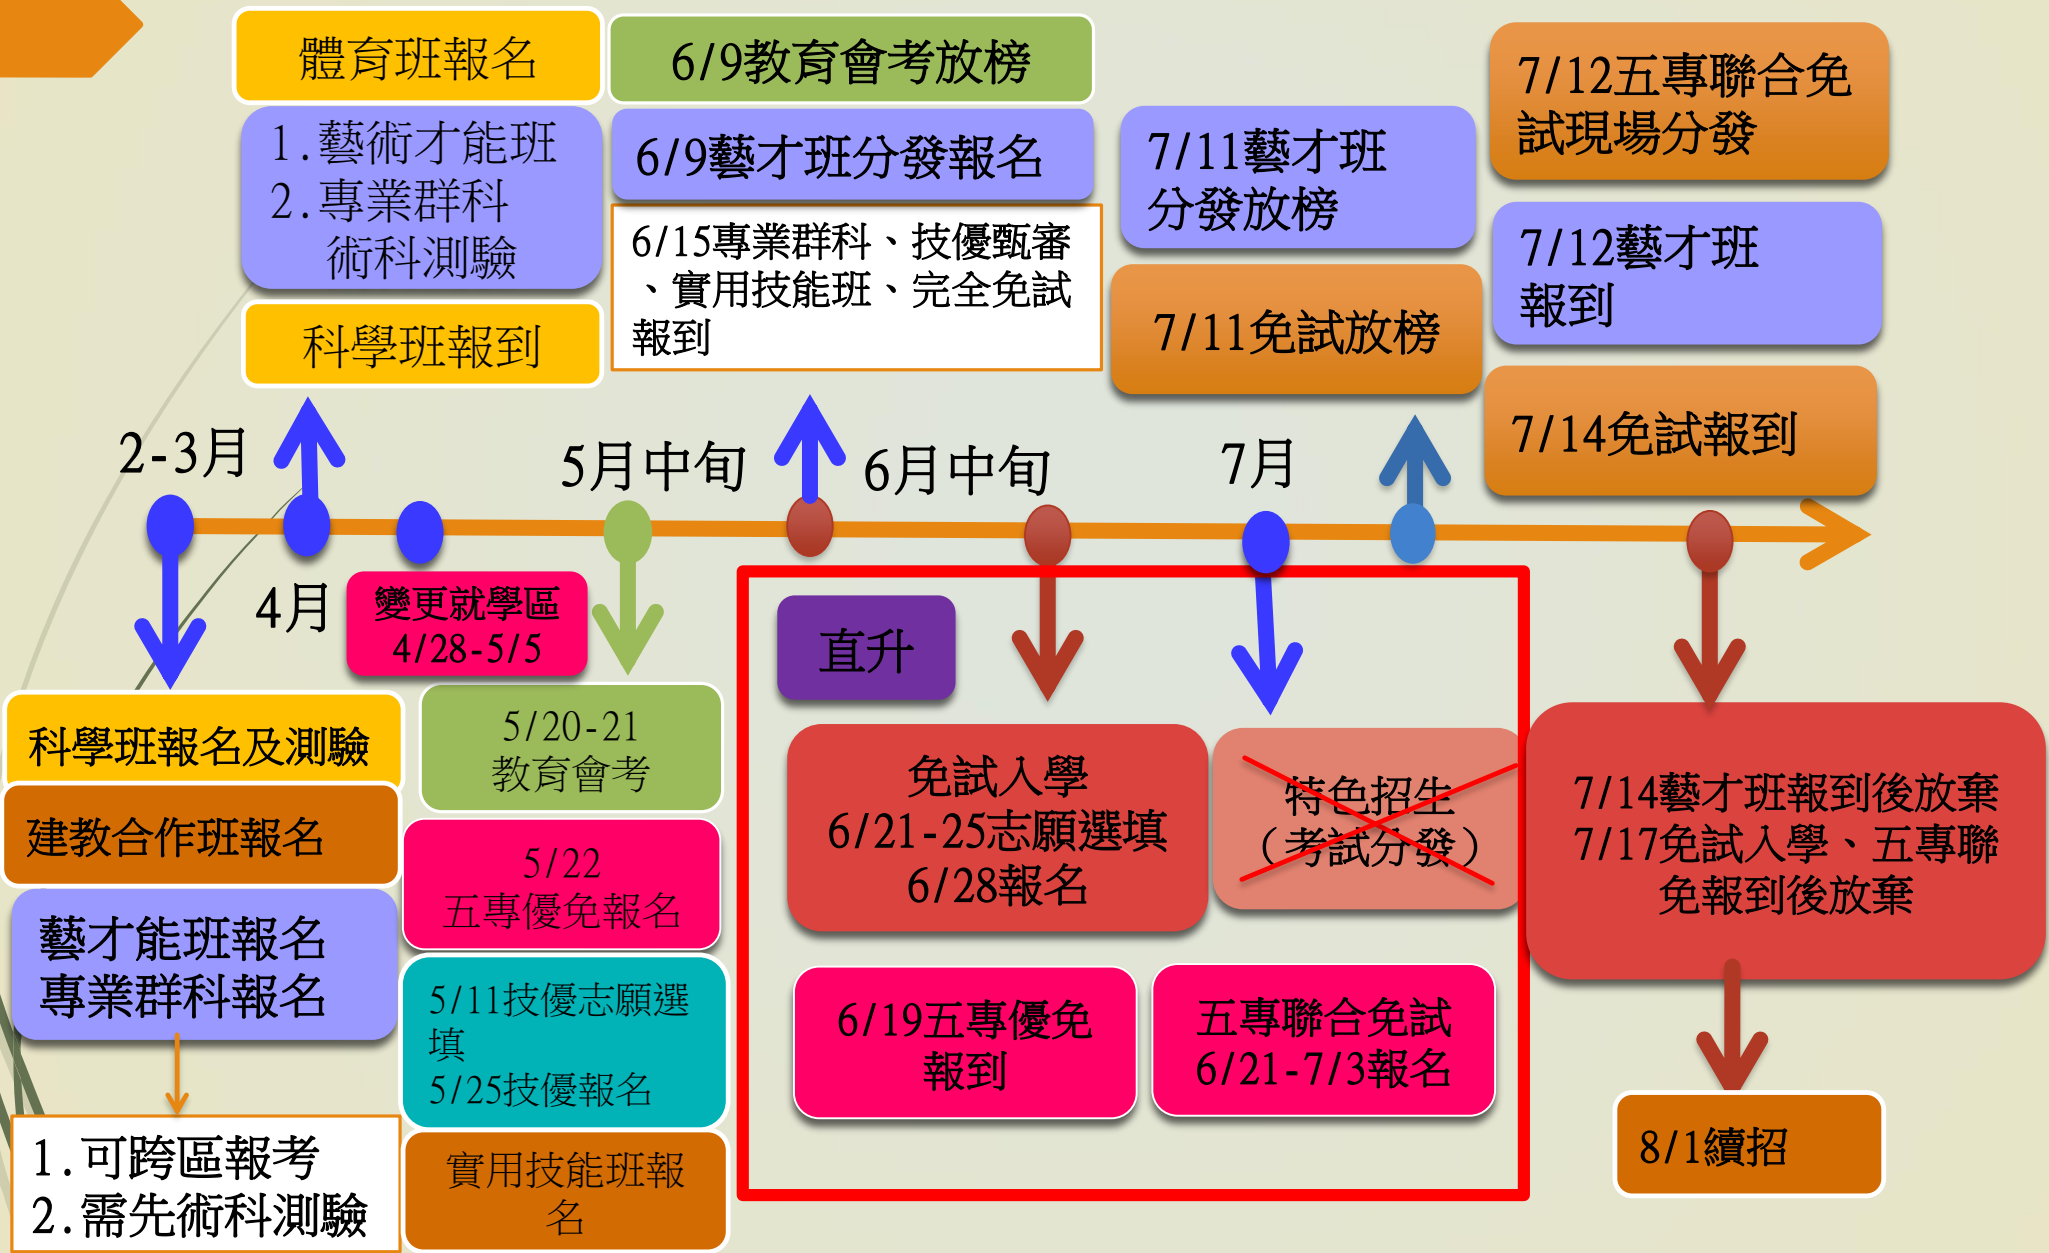 體育班報名
1.藝術才能班
2.專業群科
術科測驗
科學班報到
6/9教育會考放榜
6/9藝才班分發報名
6/15專業群科、技優甄審
、實用技能班、完全免試
報到
7/11藝才班
分發放榜
7/11免試放榜
7/12五專聯合免
試現場分發
7/12藝才班
報到
7/14免試報到
2-3月
5月中旬
6月中旬
7月
4月
變更就學區
4/28-5/5
科學班報名及測驗
建教合作班報名
藝才能班報名
專業群科報名
1.可跨區報考
2.需先術科測驗
5/20-21
教育會考
5/22
五專優免報名
5/11技優志願選
填
5/25技優報名
實用技能班報
名
直升
免試入學
6/21-25志願選填
6/28報名
特色招生
（考試分發）
6/19五專優免
報到
五專聯合免試
6/21-7/3報名
7/14藝才班報到後放棄
7/17免試入學、五專聯
免報到後放棄
8/1續招